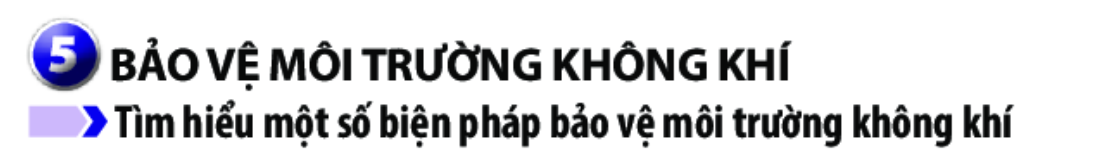 5 BẢO VỆ MÔI TRƯỜNG KHÔNG KHÍ
Tìm hiểu một số biện pháp bảo vệ môi trường không khí